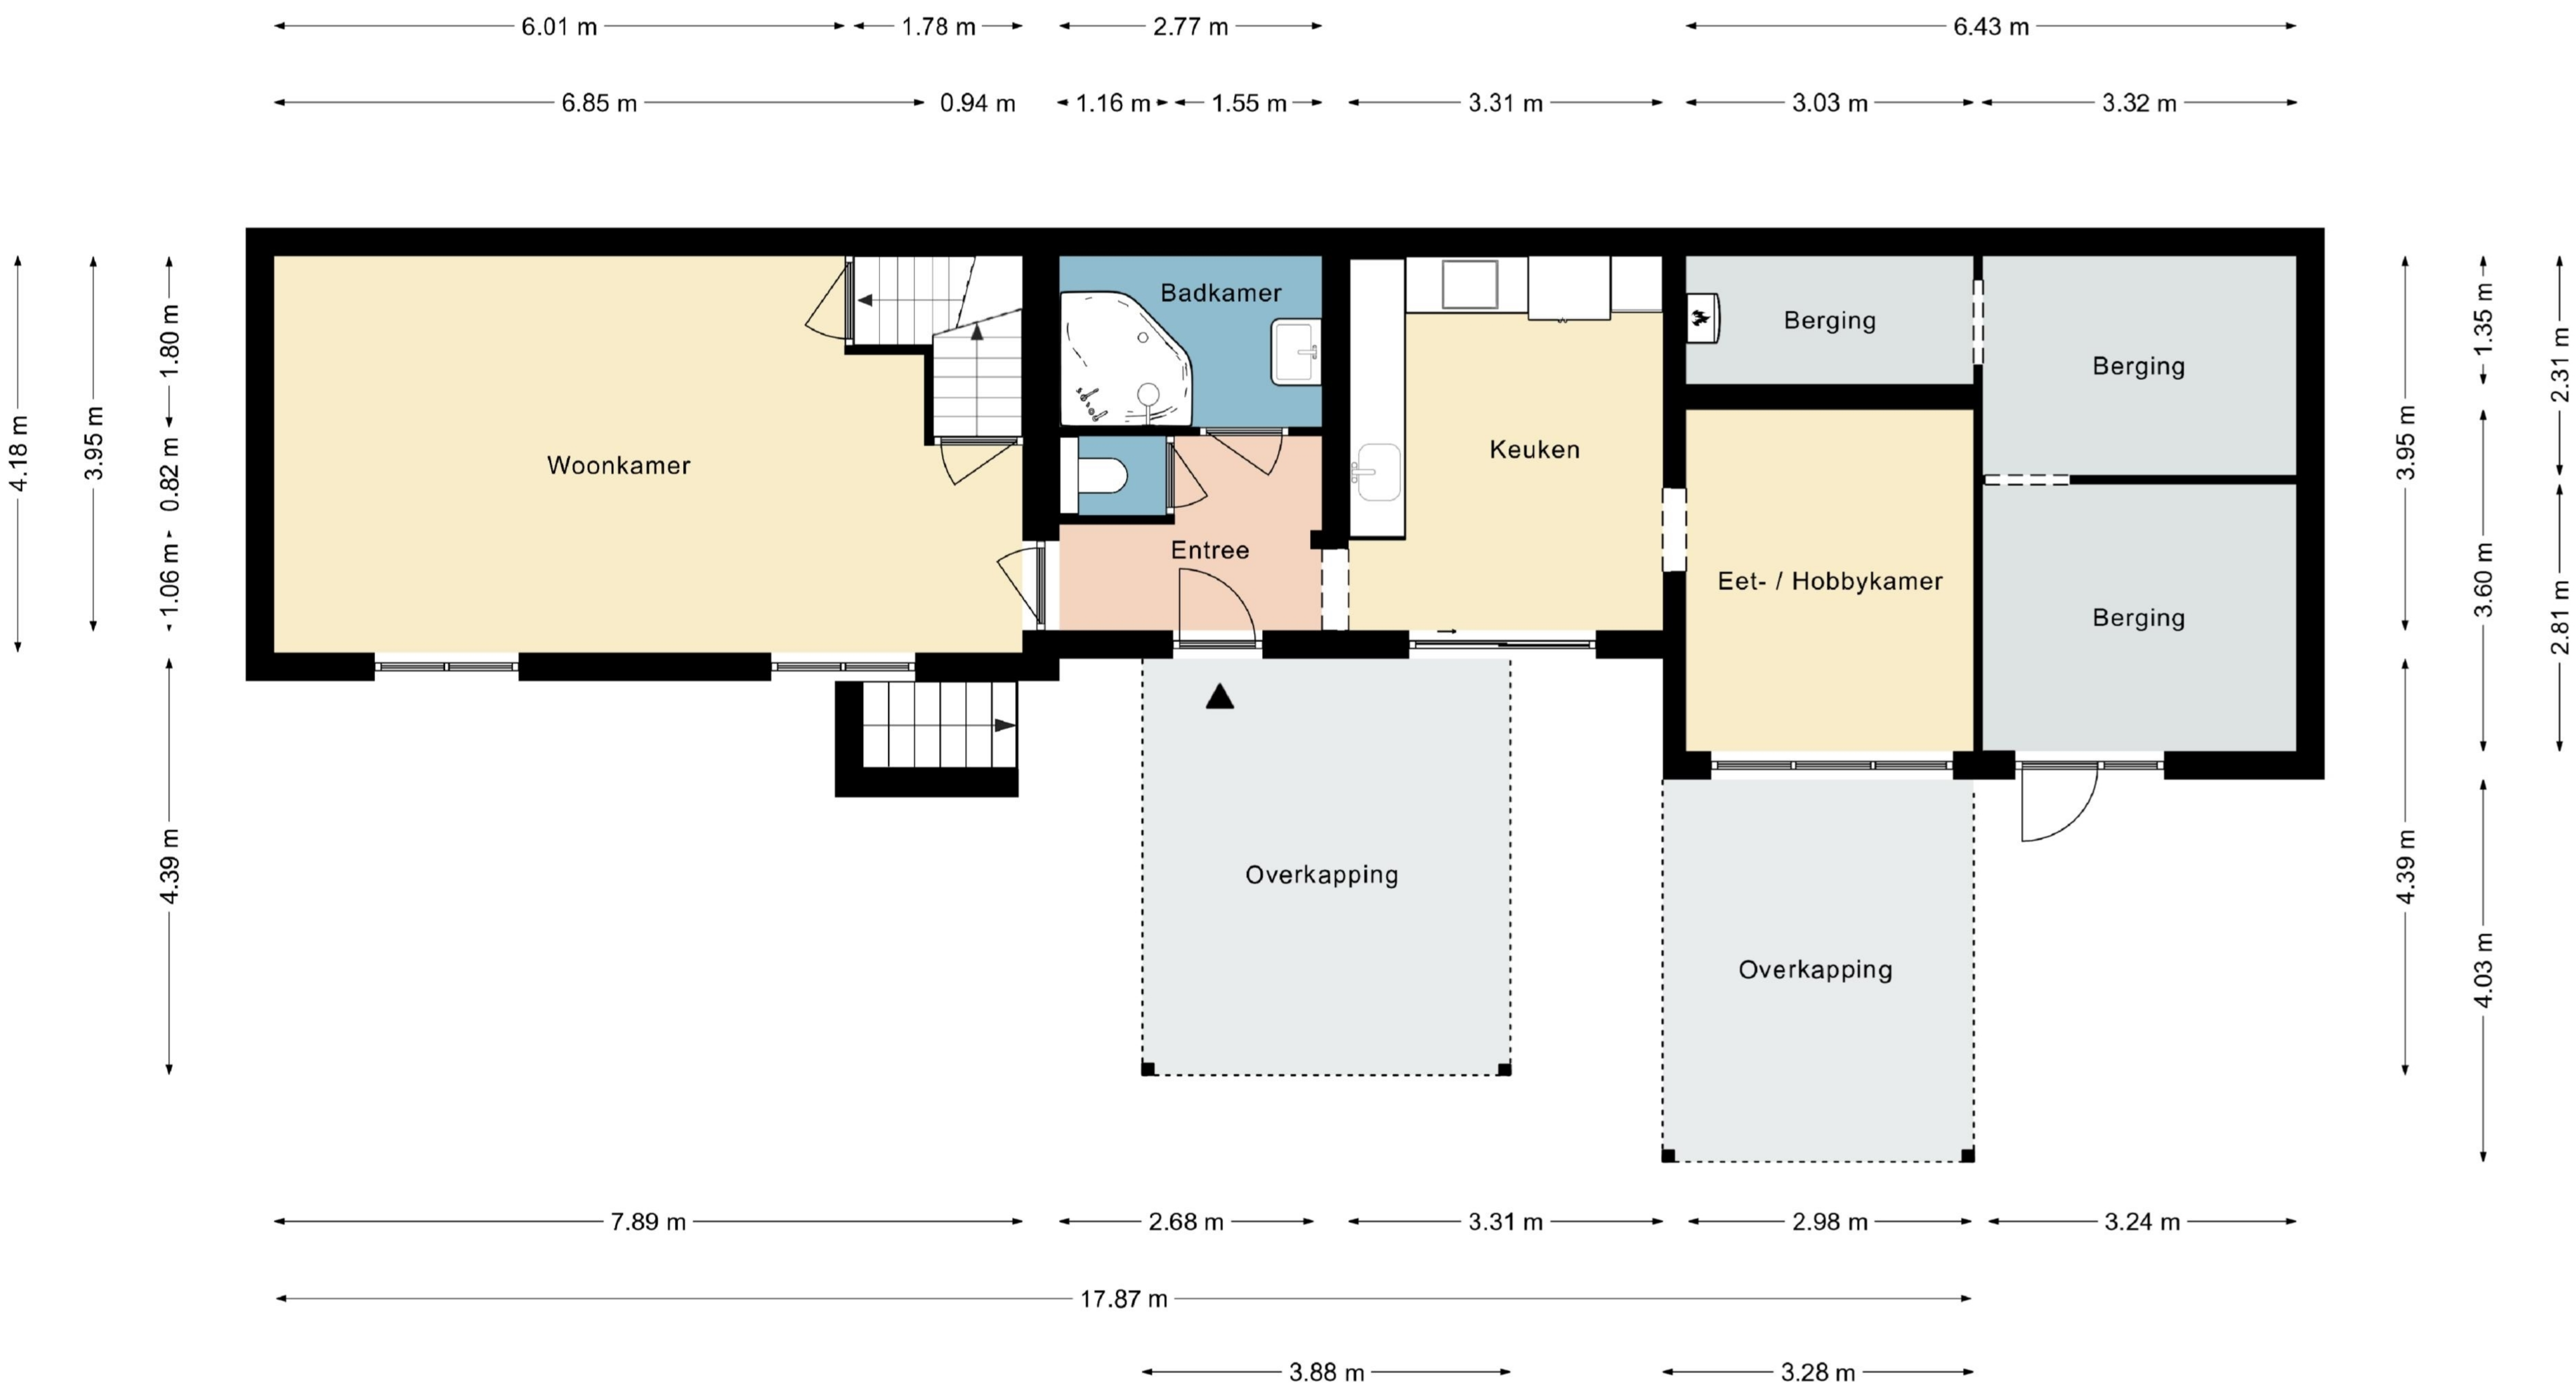 6.01 m 1.78 m 2.77 m 6.43 m
6.85 m 0.94 m 1.16 m 1.55 m 3.31 m 3.03 m 3.32 m
4.18 m
3.95 m
1.80 m
0.82 m
1.06 m
4.39 m
Woonkamer
Badkamer
Entree
Keuken
Berging
Berging
Eet- / Hobbykamer
Berging
Overkapping
Overkapping
3.95 m
4.39 m
1.35 m
3.60 m
4.03 m
2.31 m
2.81 m
7.89 m 2.68 m 3.31 m 2.98 m 3.24 m
17.87 m
3.88 m 3.28 m